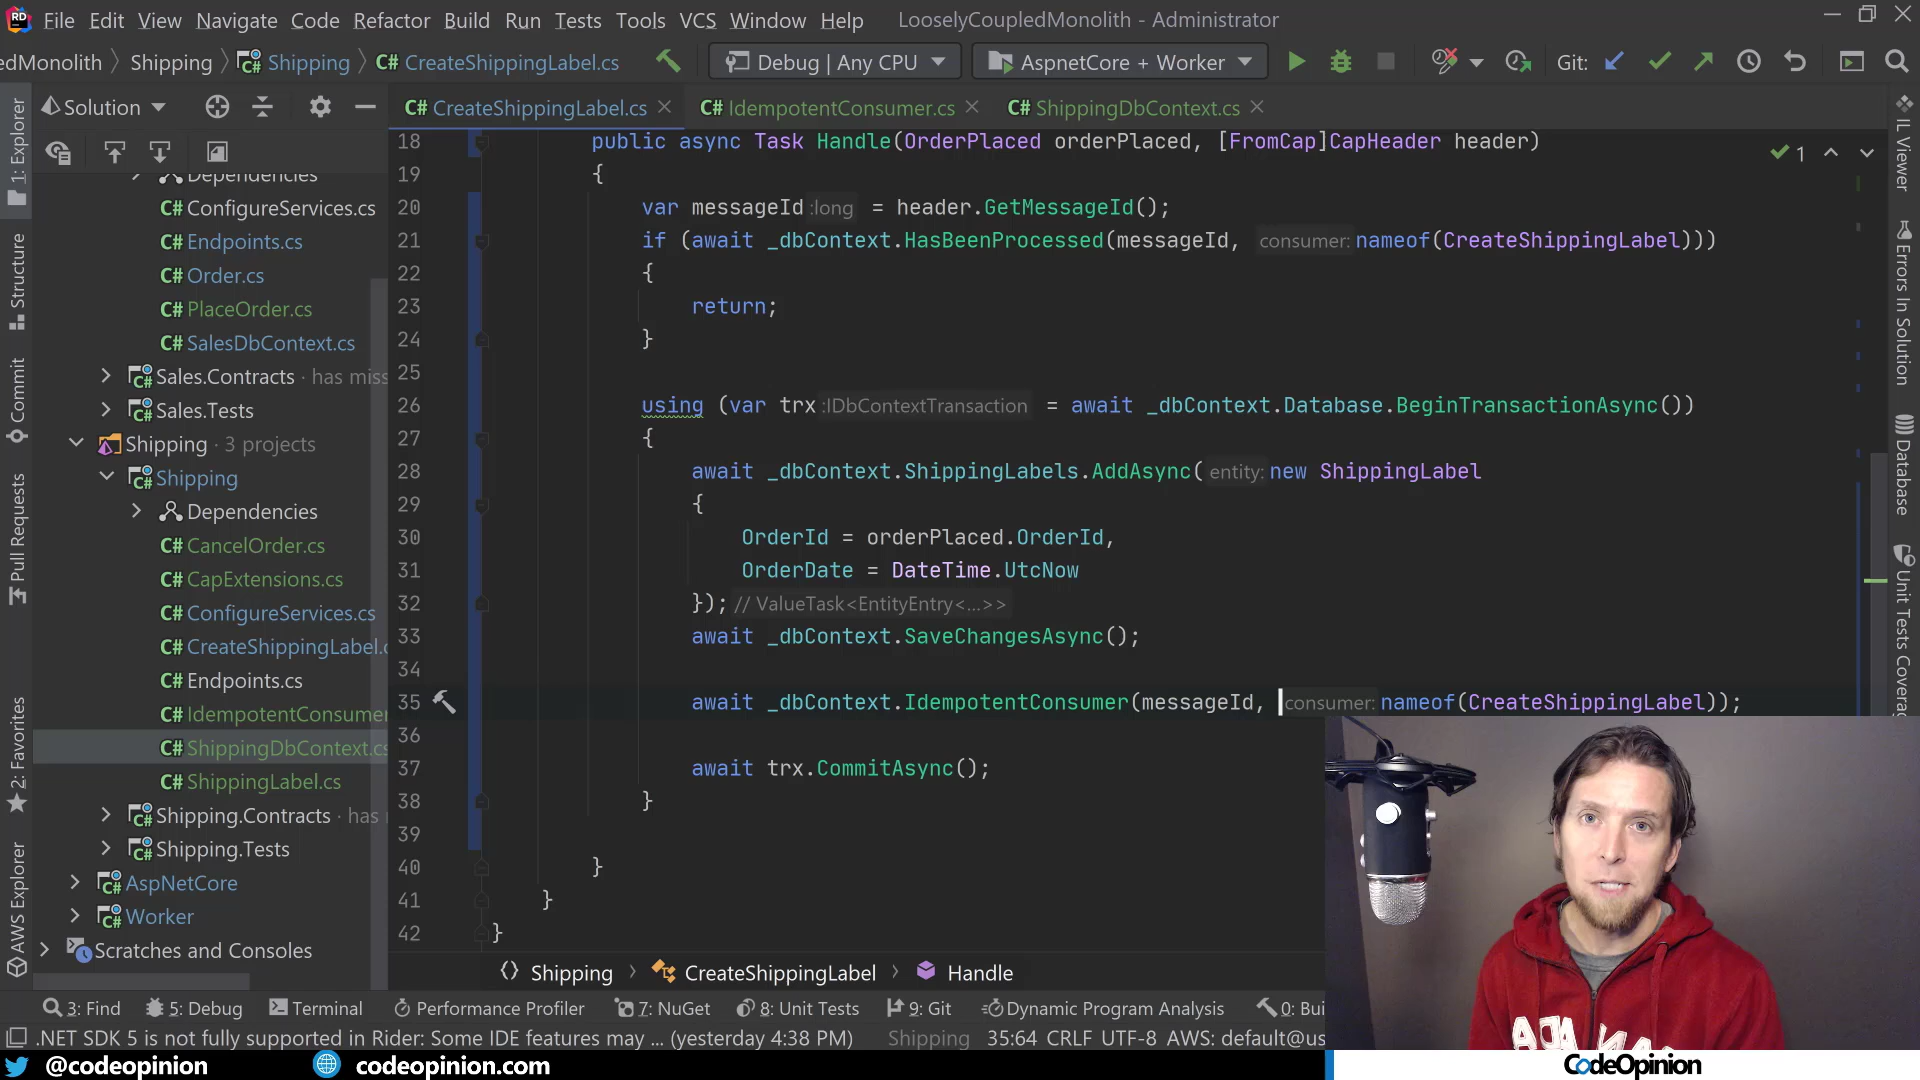 File Edit View Navigate Code Refactor Build Run Tests Tools VCS Window Help LooselyCoupledMonolith - Administrator
edMonolith Shipping Shipping C# CreateShippingLabel.cs Debug | Any CPU AspnetCore + Worker Git:
Solution C# CreateShippingLabel.cs C# IdempotentConsumer.cs C# ShippingDbContext.cs
1: Explorer
Structure
Commit
Pull Requests
2: Favorites
AWS Explorer
Dependencies
C# ConfigureServices.cs
C# Endpoints.cs
C# Order.cs
C# PlaceOrder.cs
C# SalesDbContext.cs
C# Sales.Contracts · has miss
C# Sales.Tests
Shipping · 3 projects
C# Shipping
Dependencies
C# CancelOrder.cs
C# CapExtensions.cs
C# ConfigureServices.cs
C# CreateShippingLabel.c
C# Endpoints.cs
C# IdempotentConsumer
C# ShippingDbContext.cs
C# ShippingLabel.cs
C# Shipping.Contracts · has
C# Shipping.Tests
C# AspNetCore
C# Worker
Scratches and Consoles
18 public async Task Handle(OrderPlaced orderPlaced, [FromCap]CapHeader header)
19 {
20 var messageId :long = header.GetMessageId();
21 if (await _dbContext.HasBeenProcessed(messageId, consumer: nameof(CreateShippingLabel)))
22 {
23 return;
24 }
25
26 using (var trx :IDbContextTransaction = await _dbContext.Database.BeginTransactionAsync())
27 {
28 await _dbContext.ShippingLabels.AddAsync( entity: new ShippingLabel
29 {
30 OrderId = orderPlaced.OrderId,
31 OrderDate = DateTime.UtcNow
32 }); // ValueTask<EntityEntry<...>>
33 await _dbContext.SaveChangesAsync();
34
35 await _dbContext.IdempotentConsumer(messageId, consumer: nameof(CreateShippingLabel));
36
37 await trx.CommitAsync();
38 }
39
40 }
41 }
42 }
1
IL Viewer
Errors In Solution
Database
Unit Tests Coverag
Shipping CreateShippingLabel Handle
3: Find 5: Debug Terminal Performance Profiler 7: NuGet 8: Unit Tests 9: Git Dynamic Program Analysis 0: Bui
.NET SDK 5 is not fully supported in Rider: Some IDE features may ... (yesterday 4:38 PM) Shipping 35:64 CRLF UTF-8 AWS: default@us
@codeopinion codeopinion.com CodeOpinion